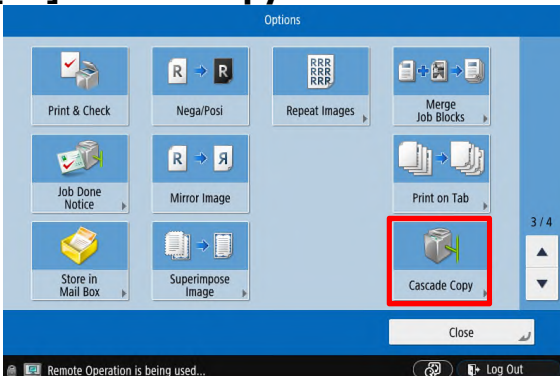 Options
Print & Check
Nega/Posi
Repeat Images
Merge
Job Blocks
Job Done
Notice
Mirror Image
Print on Tab
3 / 4
Store in
Mail Box
Superimpose
Image
Cascade Copy
Close
Remote Operation is being used...
Log Out